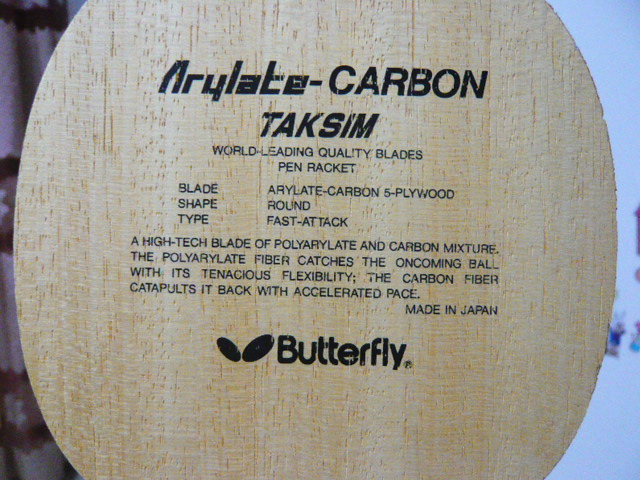 Arylate-CARBON
TAKSIM
WORLD-LEADING QUALITY BLADES
PEN RACKET
BLADE ARYLATE-CARBON 5-PLYWOOD
SHAPE ROUND
TYPE FAST-ATTACK
A HIGH-TECH BLADE OF POLYARYLATE AND CARBON MIXTURE.
THE POLYARYLATE FIBER CATCHES THE ONCOMING BALL
WITH ITS TENACIOUS FLEXIBILITY; THE CARBON FIBER
CATAPULTS IT BACK WITH ACCELERATED PACE.
MADE IN JAPAN
Butterfly®